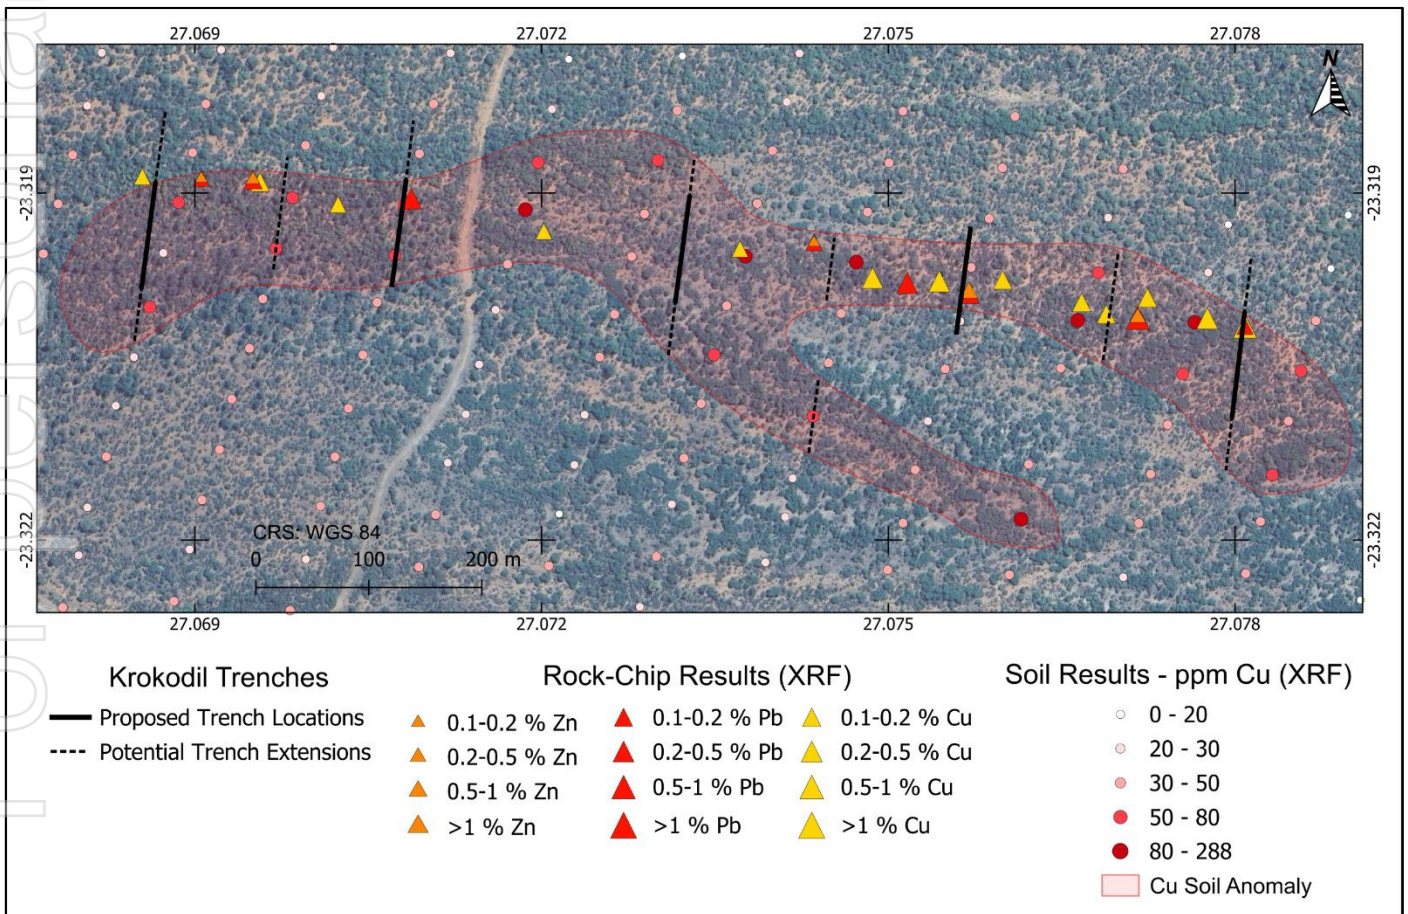 27.069 27.072 27.075 27.078
N
-23.319 -23.319
-23.322 -23.322
CRS: WGS 84
0 100 200 m
27.069 27.072 27.075 27.078
Krokodil Trenches
Proposed Trench Locations
Potential Trench Extensions
Rock-Chip Results (XRF)
0.1-0.2 % Zn 0.1-0.2 % Pb 0.1-0.2 % Cu
0.2-0.5 % Zn 0.2-0.5 % Pb 0.2-0.5 % Cu
0.5-1 % Zn 0.5-1 % Pb 0.5-1 % Cu
>1 % Zn >1 % Pb >1 % Cu
Soil Results - ppm Cu (XRF)
0 - 20
20 - 30
30 - 50
50 - 80
80 - 288
Cu Soil Anomaly